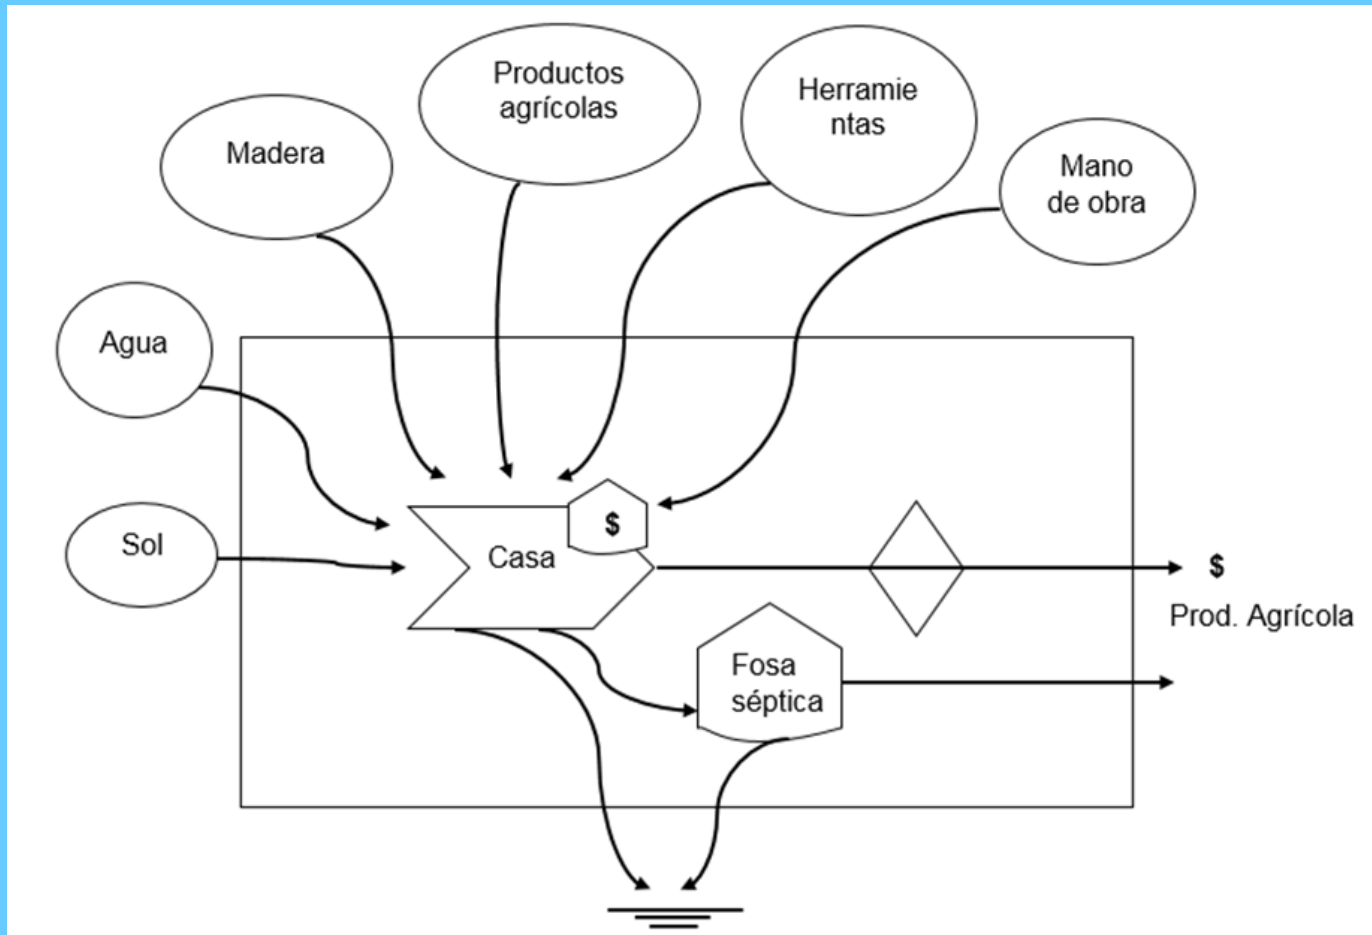 Productos
agrícolas
Herramie
ntas
Madera
Mano
de obra
Agua
Sol
$
Casa
$
Prod. Agrícola
Fosa
séptica